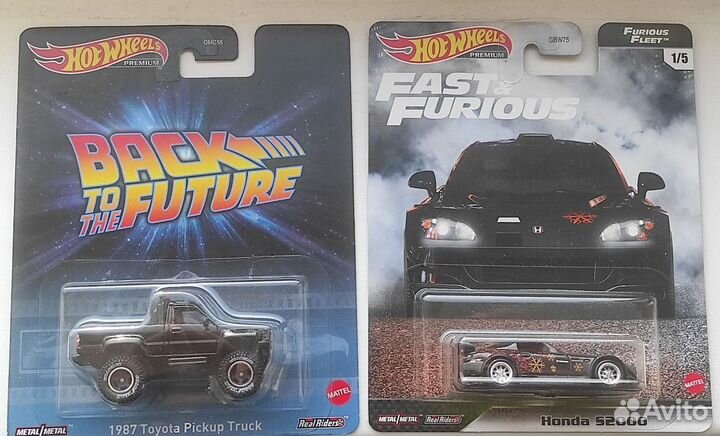 HOT WHEELS
PREMIUM
DMC55
BACK
TO THE
FUTURE
MATTEL
METAL/METAL
1987 Toyota Pickup Truck
Real Riders
HOT WHEELS
PREMIUM
GBW75
FURIOUS
FLEET™
1/5
FAST &
FURIOUS
MATTEL
METAL/METAL
Real Riders
Honda S2000
Avito